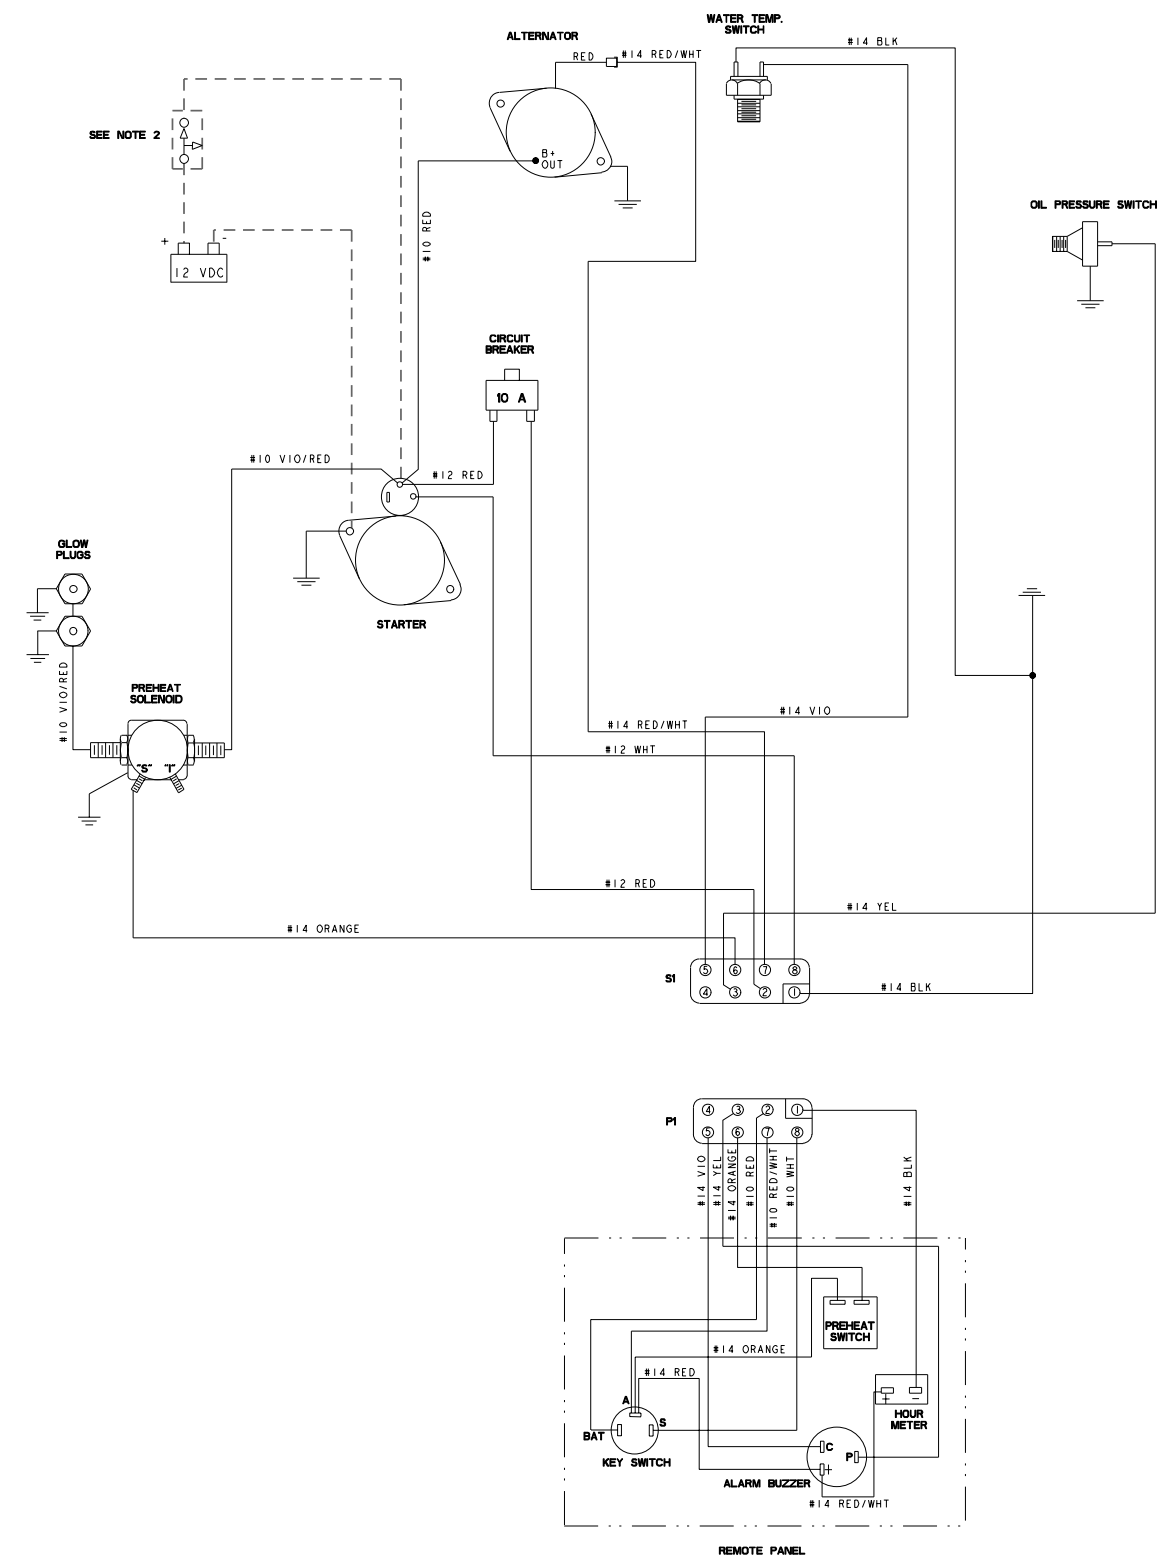 WATER TEMP.
SWITCH
ALTERNATOR
RED
#14 RED/WHT
#14 BLK
SEE NOTE 2
B+
OUT
OIL PRESSURE SWITCH
#10 RED
+
-
12 VDC
CIRCUIT
BREAKER
10 A
#10 VIO/RED
#12 RED
GLOW
PLUGS
STARTER
#10 VIO/RED
PREHEAT
SOLENOID
"S" "I"
#14 VIO
#14 RED/WHT
#12 WHT
#12 RED
#14 YEL
#14 ORANGE
S1
5 6 7 8
4 3 2 1
#14 BLK
P1
4 3 2 1
5 6 7 8
#14 VIO
#14 YEL
#14 ORANGE
#10 RED
#10 RED/WHT
#10 WHT
#14 BLK
PREHEAT
SWITCH
#14 ORANGE
#14 RED
A
S
BAT
KEY SWITCH
+ −
HOUR
METER
C
P
+
ALARM BUZZER
#14 RED/WHT
REMOTE PANEL